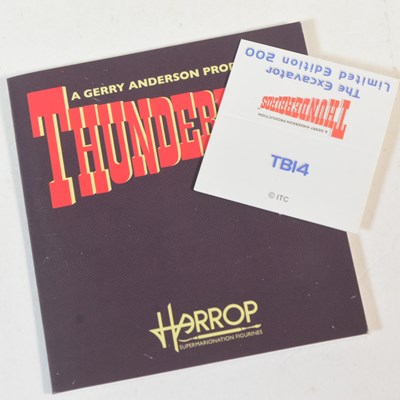 A GERRY ANDERSON PROD
THUNDERB
HARROP
SUPERMARIONATION FIGURINES
The Excavator
Limited Edition 200
A GERRY ANDERSON PRODUCTION
THUNDERBIRDS
TB14
© ITC